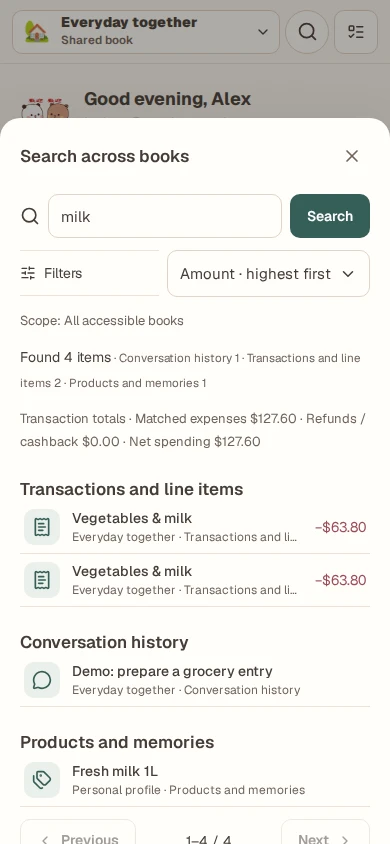 Everyday together
Shared book
Good evening, Alex
Search across books
milk
Search
Filters
Amount · highest first
Scope: All accessible books
Found 4 items · Conversation history 1 · Transactions and line
items 2 · Products and memories 1
Transaction totals · Matched expenses $127.60 · Refunds /
cashback $0.00 · Net spending $127.60
Transactions and line items
Vegetables & milk
Everyday together · Transactions and li...
−$63.80
Vegetables & milk
Everyday together · Transactions and li...
−$63.80
Conversation history
Demo: prepare a grocery entry
Everyday together · Conversation history
Products and memories
Fresh milk 1L
Personal profile · Products and memories
Previous
1–4 / 4
Next